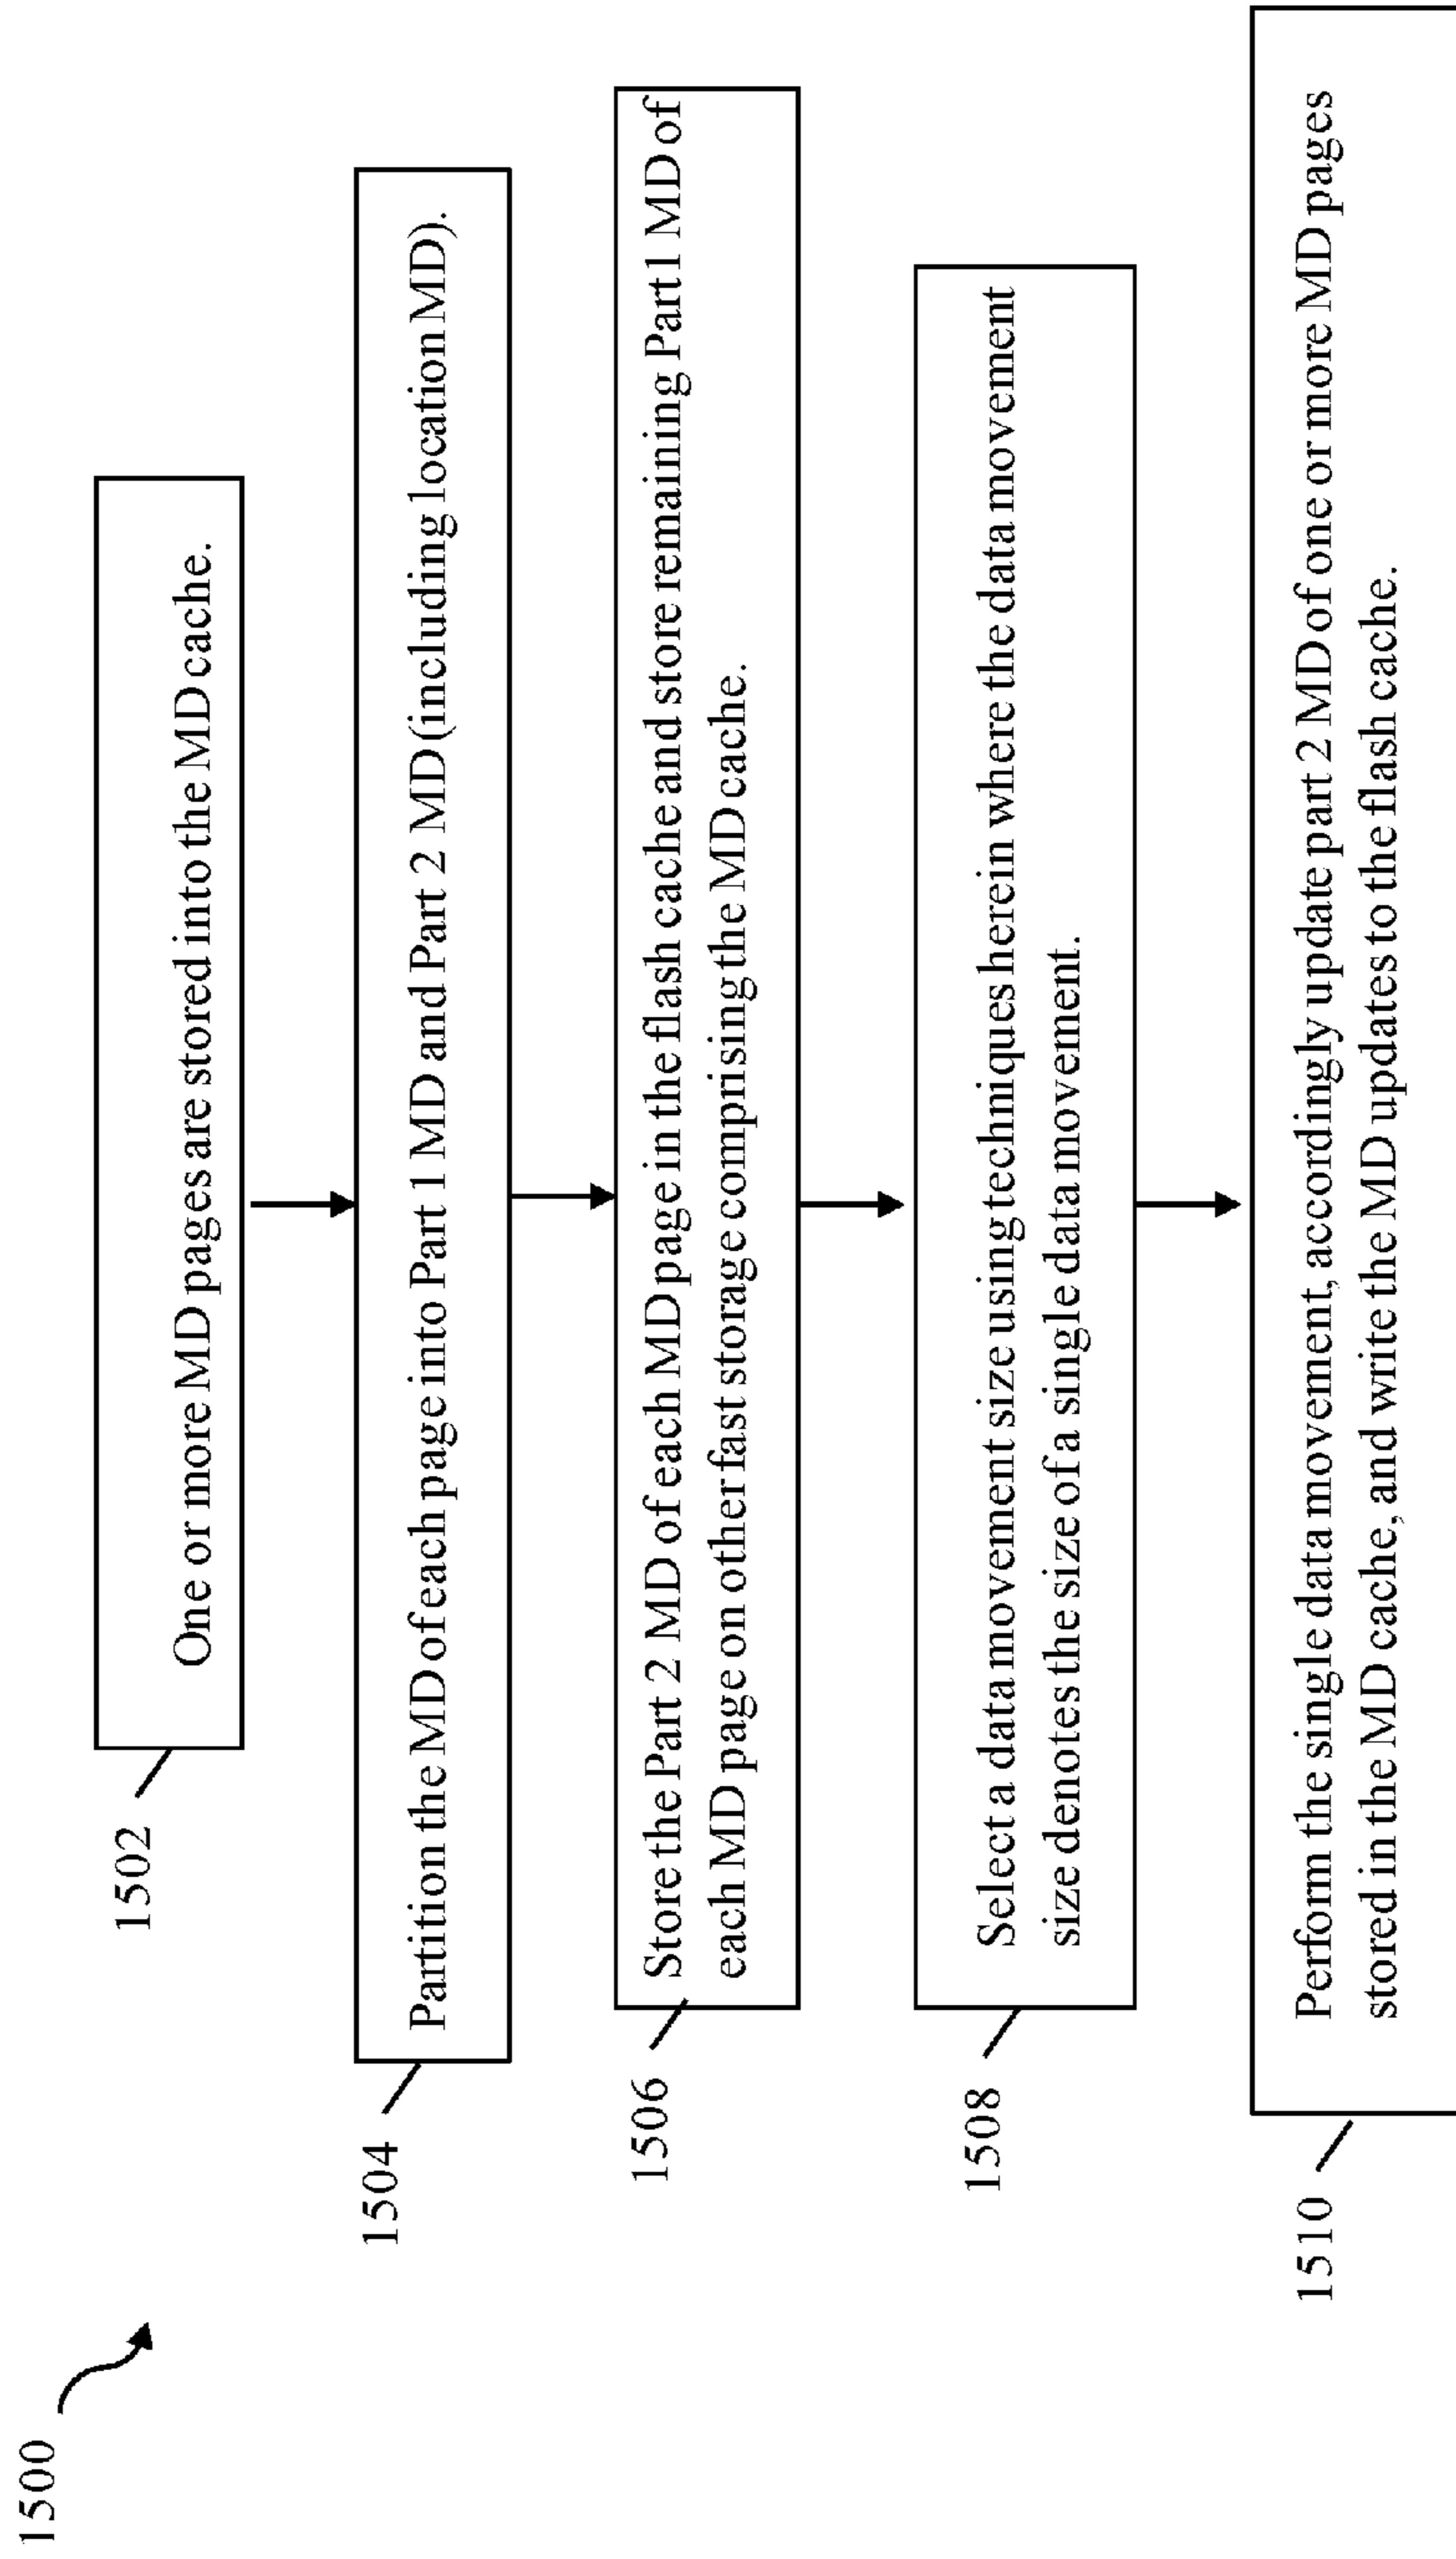 1500
1502
One or more MD pages are stored into the MD cache.
1504
Partition the MD of each page into Part 1 MD and Part 2 MD (including location MD).
1506
Store the Part 2 MD of each MD page in the flash cache and store remaining Part 1 MD of
each MD page on other fast storage comprising the MD cache.
1508
Select a data movement size using techniques herein where the data movement
size denotes the size of a single data movement.
1510
Perform the single data movement, accordingly update part 2 MD of one or more MD pages
stored in the MD cache, and write the MD updates to the flash cache.